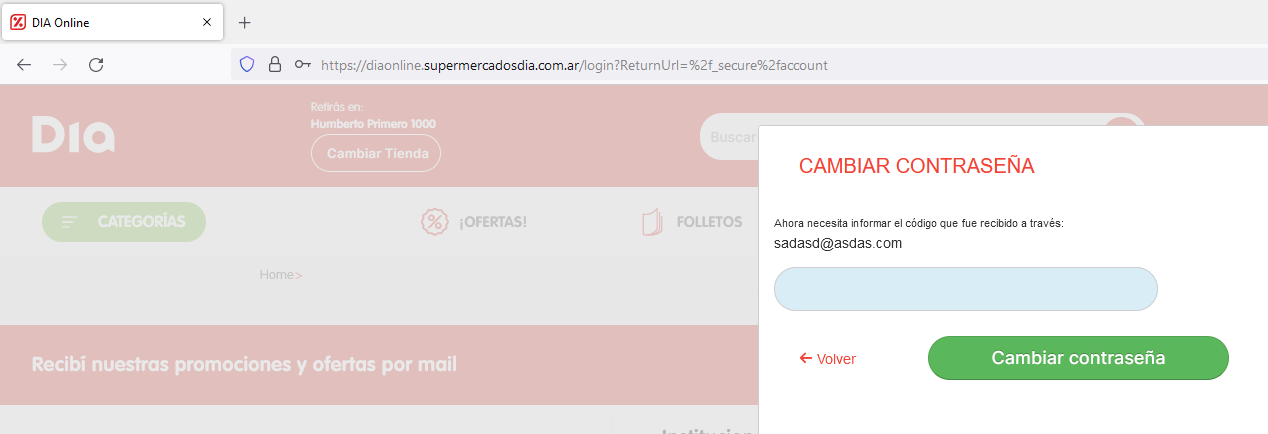 DIA Online
https://diaonline.supermercadosdia.com.ar/login?ReturnUrl=%2f_secure%2faccount
Dia
Retirás en:
Humberto Primero 1000
Cambiar Tienda
Buscar
CATEGORÍAS
¡OFERTAS!
FOLLETOS
Home>
Recibí nuestras promociones y ofertas por mail
CAMBIAR CONTRASEÑA
Ahora necesita informar el código que fue recibido a través:
sadasd@asdas.com
Volver
Cambiar contraseña